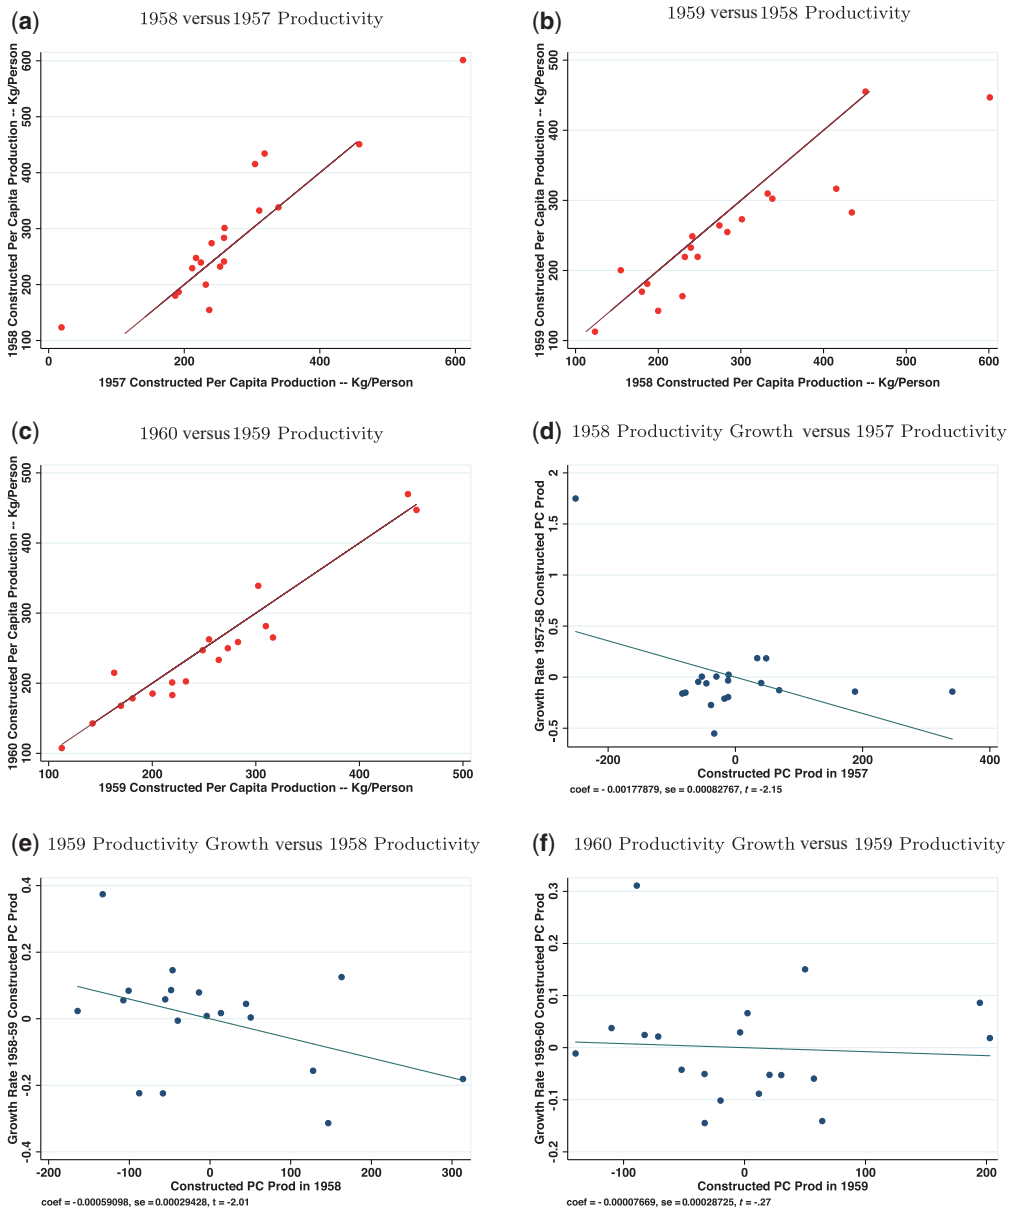 (a) 1958 versus 1957 Productivity
1958 Constructed Per Capita Production -- Kg/Person
600
500
400
300
200
100
0 200 400 600
1957 Constructed Per Capita Production -- Kg/Person
(b) 1959 versus 1958 Productivity
1959 Constructed Per Capita Production -- Kg/Person
500
400
300
200
100
100 200 300 400 500 600
1958 Constructed Per Capita Production -- Kg/Person
(c) 1960 versus 1959 Productivity
1960 Constructed Per Capita Production -- Kg/Person
500
400
300
200
100
100 200 300 400 500
1959 Constructed Per Capita Production -- Kg/Person
(d) 1958 Productivity Growth versus 1957 Productivity
Growth Rate 1957-58 Constructed PC Prod
2
1.5
1
0.5
0
-0.5
-200 0 200 400
Constructed PC Prod in 1957
coef = - 0.00177879, se = 0.00082767, t = -2.15
(e) 1959 Productivity Growth versus 1958 Productivity
Growth Rate 1958-59 Constructed PC Prod
0.4
0.2
0
-0.2
-0.4
-200 -100 0 100 200 300
Constructed PC Prod in 1958
coef = -0.00059098, se = 0.00029428, t = -2.01
(f) 1960 Productivity Growth versus 1959 Productivity
Growth Rate 1959-60 Constructed PC Prod
0.3
0.2
0.1
0
-0.1
-0.2
-100 0 100 200
Constructed PC Prod in 1959
coef = -0.00007669, se = 0.00028725, t = -.27